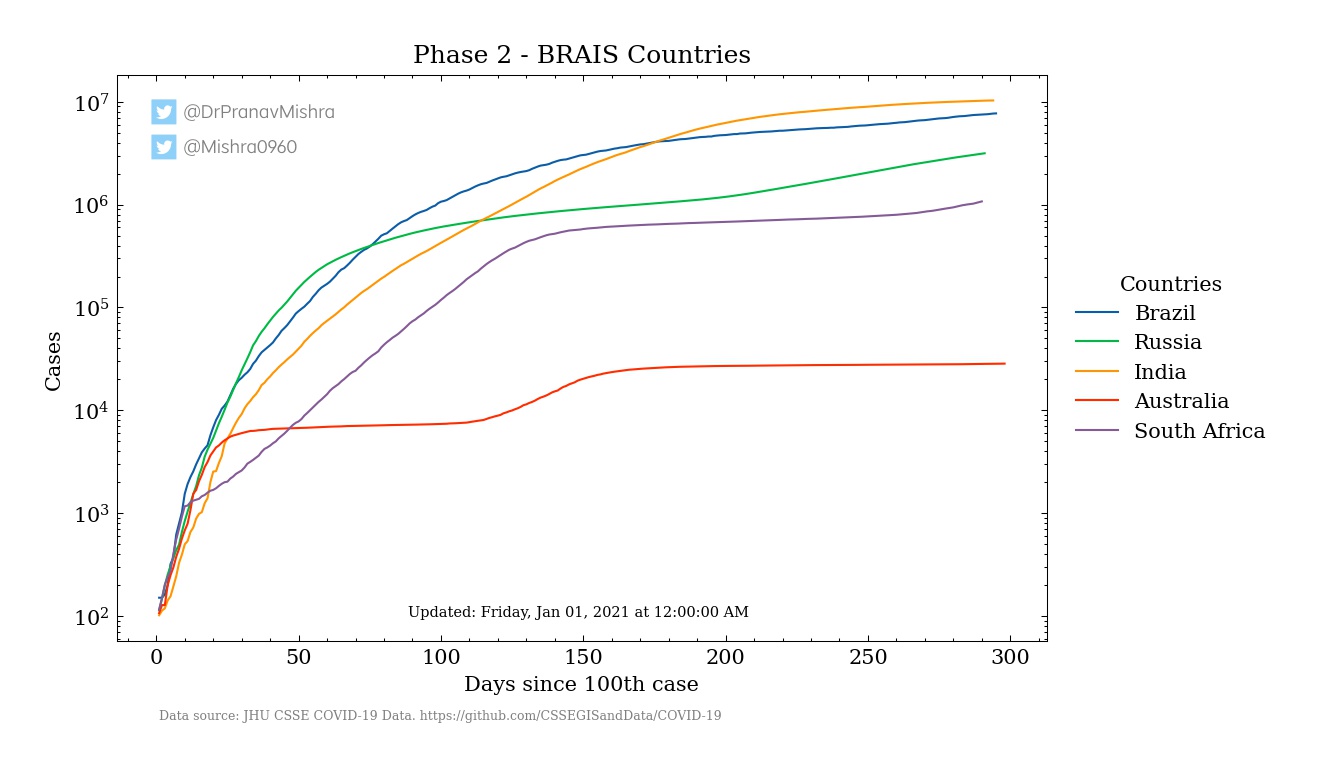 Phase 2 - BRAIS Countries
@DrPranavMishra
@Mishra0960
10⁷
10⁶
10⁵
10⁴
10³
10²
Cases
Countries
Brazil
Russia
India
Australia
South Africa
Updated: Friday, Jan 01, 2021 at 12:00:00 AM
0 50 100 150 200 250 300
Days since 100th case
Data source: JHU CSSE COVID-19 Data. https://github.com/CSSEGISandData/COVID-19